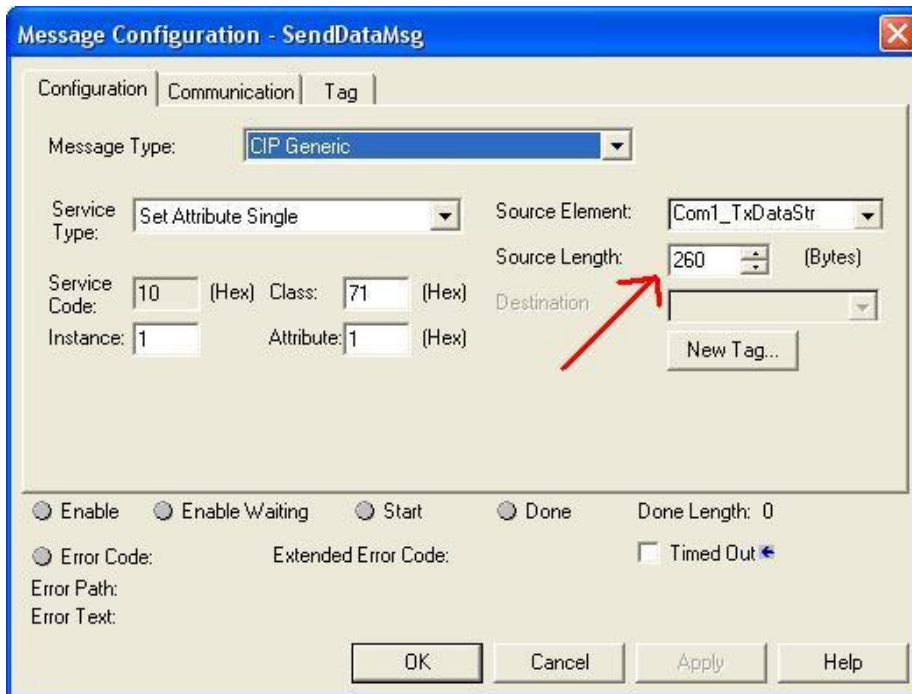 Message Configuration - SendDataMsg
Configuration Communication Tag
Message Type: CIP Generic
Service Type: Set Attribute Single
Source Element: Com1_TxDataStr
Source Length: 260 (Bytes)
Service Code: 10 (Hex) Class: 71 (Hex)
Destination
Instance: 1 Attribute: 1 (Hex)
New Tag...
Enable Enable Waiting Start Done Done Length: 0
Error Code: Extended Error Code: Timed Out
Error Path:
Error Text:
OK Cancel Apply Help